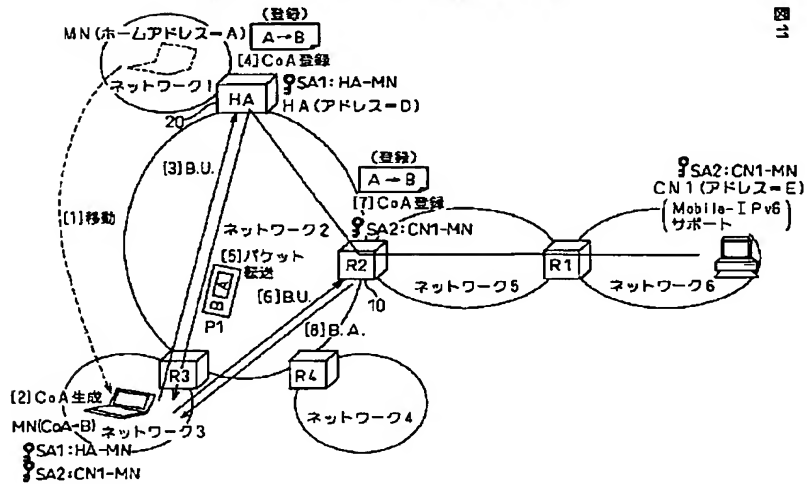 図11
(登録)
A→B
MN(ホームアドレス=A)
[4]CoA登録
ネットワーク1
SA1:HA-MN
HA
HA(アドレス=D)
20
[3]B.U.
(登録)
A→B
[7]CoA登録
SA2:CN1-MN
CN1(アドレス=E)
(Mobile-IPv6
サポート)
[1]移動
ネットワーク2
SA2:CN1-MN
[5]パケット
転送
B A
P1
R2
10
R1
ネットワーク5
ネットワーク6
[6]B.U.
[8]B.A.
R3
R4
[2]CoA生成
MN(CoA-B)
ネットワーク3
ネットワーク4
SA1:HA-MN
SA2:CN1-MN